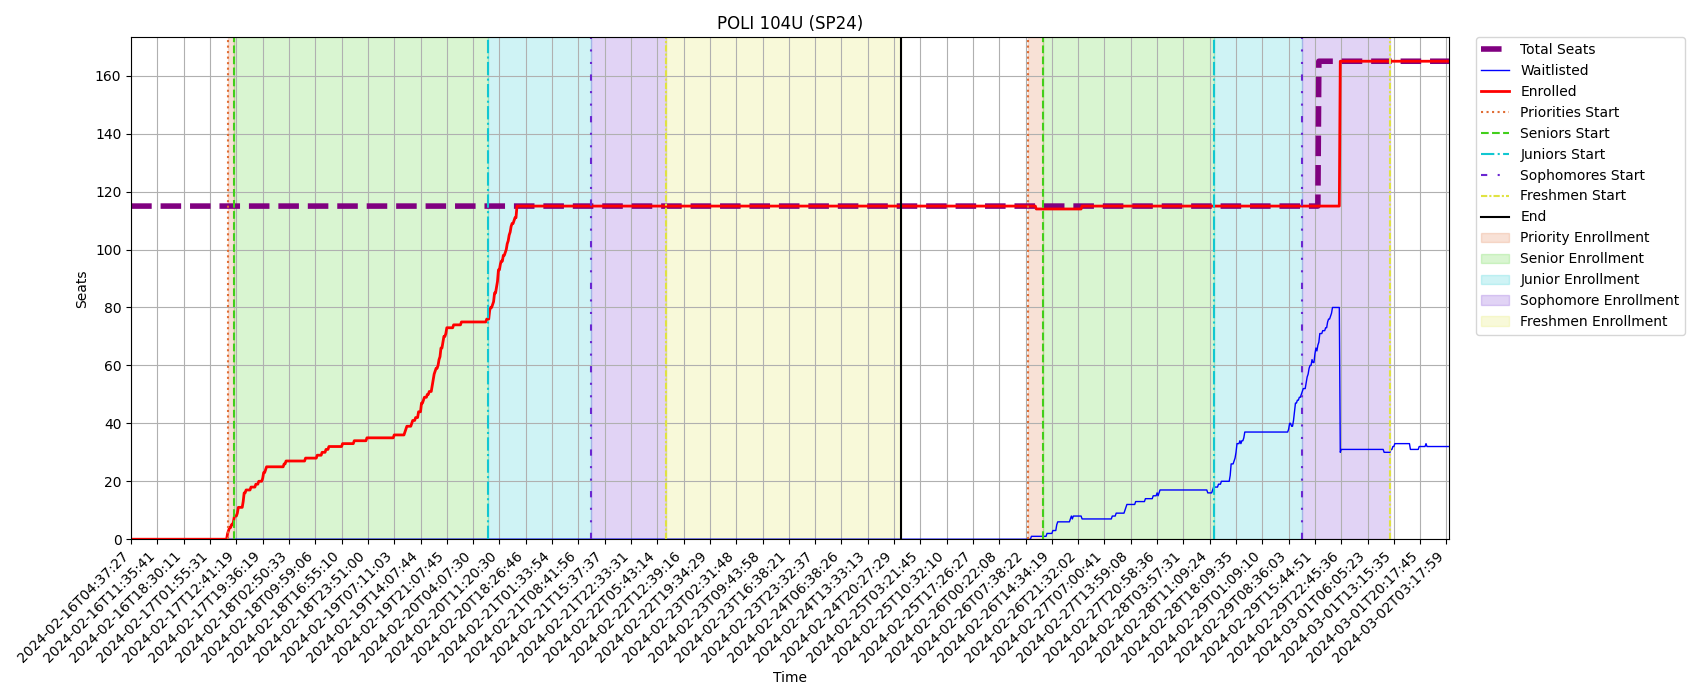 POLI 104U (SP24)
Seats
160
140
120
100
80
60
40
20
0
2024-02-16T04:37:27
2024-02-16T11:35:41
2024-02-16T18:30:11
2024-02-17T01:55:31
2024-02-17T12:41:19
2024-02-17T19:36:19
2024-02-18T02:50:33
2024-02-18T09:59:06
2024-02-18T16:55:10
2024-02-18T23:51:00
2024-02-19T07:11:03
2024-02-19T14:07:44
2024-02-19T21:07:45
2024-02-20T04:07:30
2024-02-20T11:20:30
2024-02-20T18:26:46
2024-02-21T01:33:54
2024-02-21T08:41:56
2024-02-21T15:37:37
2024-02-21T22:33:31
2024-02-22T05:43:14
2024-02-22T12:39:16
2024-02-22T19:34:29
2024-02-23T02:31:48
2024-02-23T09:43:58
2024-02-23T16:38:21
2024-02-23T23:32:37
2024-02-24T06:38:26
2024-02-24T13:33:13
2024-02-24T20:27:29
2024-02-25T03:21:45
2024-02-25T10:32:10
2024-02-25T17:26:27
2024-02-26T00:22:08
2024-02-26T07:38:22
2024-02-26T14:34:19
2024-02-26T21:32:02
2024-02-27T07:00:41
2024-02-27T13:59:08
2024-02-27T20:58:36
2024-02-28T03:57:31
2024-02-28T11:09:24
2024-02-28T18:09:35
2024-02-29T01:09:10
2024-02-29T08:36:03
2024-02-29T15:44:51
2024-02-29T22:45:36
2024-03-01T06:05:23
2024-03-01T13:15:35
2024-03-01T20:17:45
2024-03-02T03:17:59
Time
Total Seats
Waitlisted
Enrolled
Priorities Start
Seniors Start
Juniors Start
Sophomores Start
Freshmen Start
End
Priority Enrollment
Senior Enrollment
Junior Enrollment
Sophomore Enrollment
Freshmen Enrollment